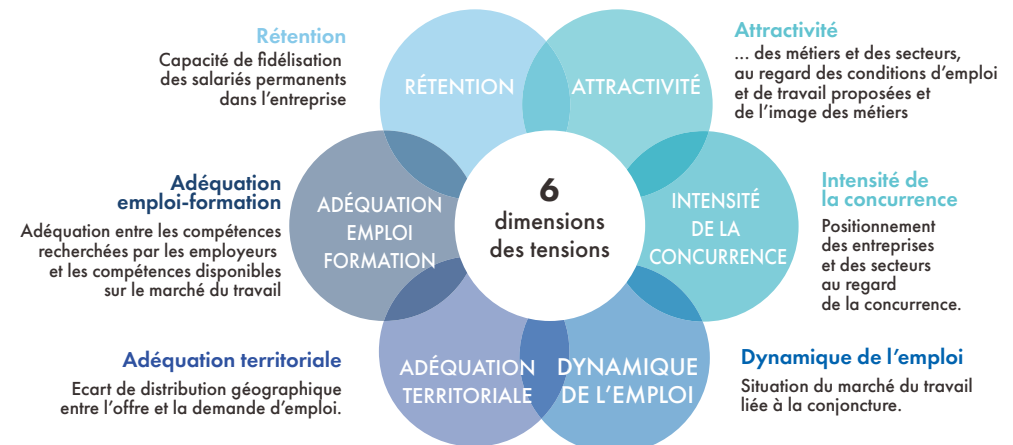 Rétention
Capacité de fidélisation
des salariés permanents
dans l'entreprise
RÉTENTION
ATTRACTIVITÉ
Attractivité
... des métiers et des secteurs,
au regard des conditions d'emploi
et de travail proposées et
de l'image des métiers
Adéquation
emploi-formation
Adéquation entre les compétences
recherchées par les employeurs
et les compétences disponibles
sur le marché du travail
ADÉQUATION
EMPLOI
FORMATION
6
dimensions
des tensions
INTENSITÉ
DE LA
CONCURRENCE
Intensité de
la concurrence
Positionnement
des entreprises
et des secteurs
au regard
de la concurrence.
Adéquation territoriale
Ecart de distribution géographique
entre l'offre et la demande d'emploi.
ADÉQUATION
TERRITORIALE
DYNAMIQUE
DE L'EMPLOI
Dynamique de l'emploi
Situation du marché du travail
liée à la conjoncture.